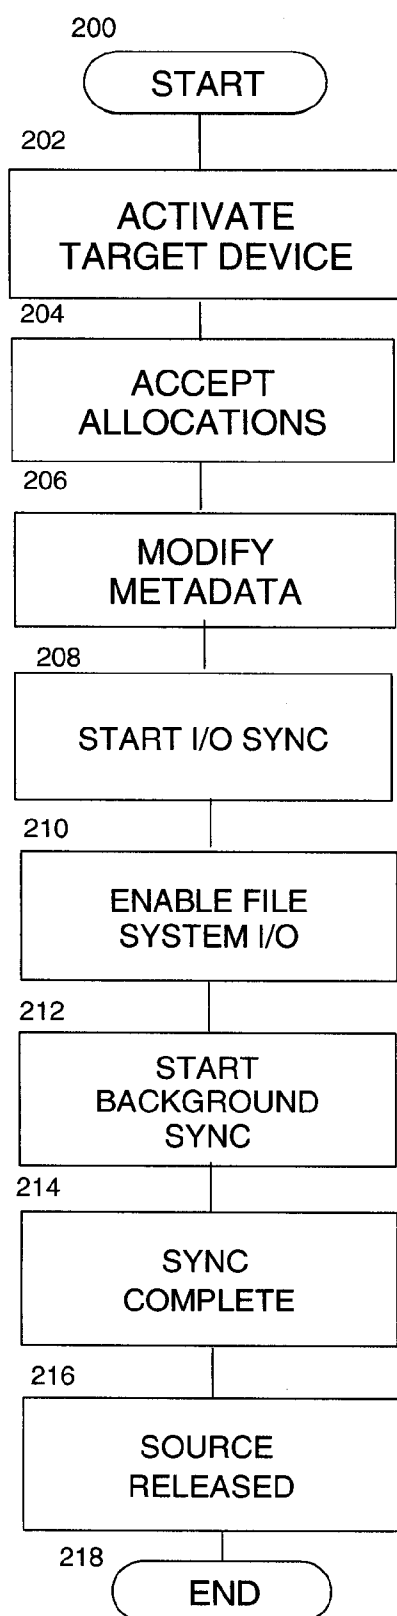 200
START
202
ACTIVATE
TARGET DEVICE
204
ACCEPT
ALLOCATIONS
206
MODIFY
METADATA
208
START I/O SYNC
210
ENABLE FILE
SYSTEM I/O
212
START
BACKGROUND
SYNC
214
SYNC
COMPLETE
216
SOURCE
RELEASED
218
END